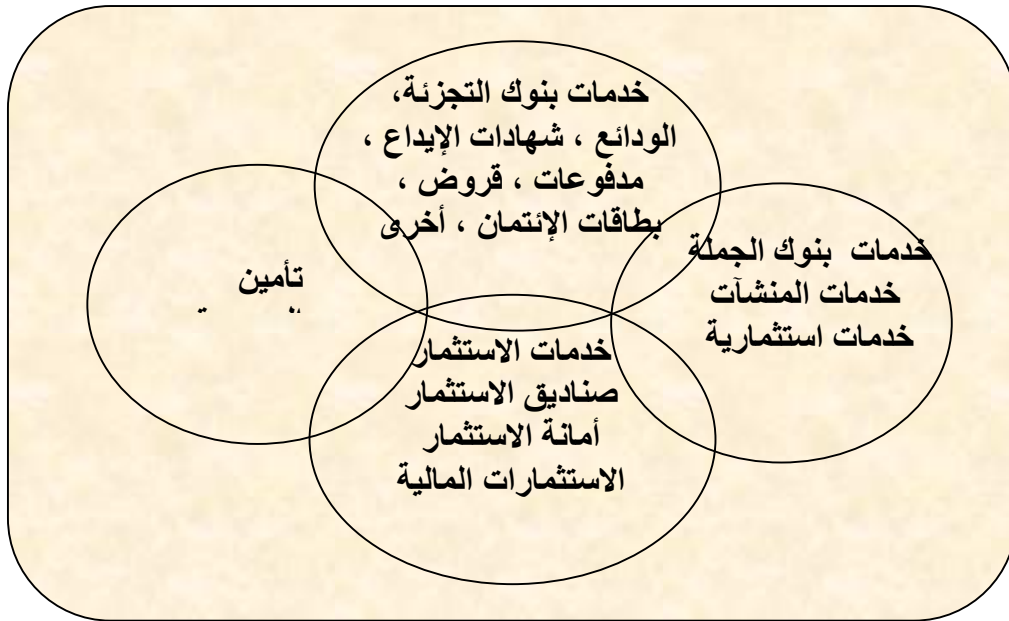 خدمات بنوك التجزئة،
الودائع ، شهادات الإيداع ،
مدفوعات ، قروض ،
بطاقات الإئتمان ، أخرى
خدمات بنوك الجملة
خدمات المنشآت
خدمات استثمارية
تأمين
خدمات الاستثمار
صناديق الاستثمار
أمانة الاستثمار
الاستثمارات المالية